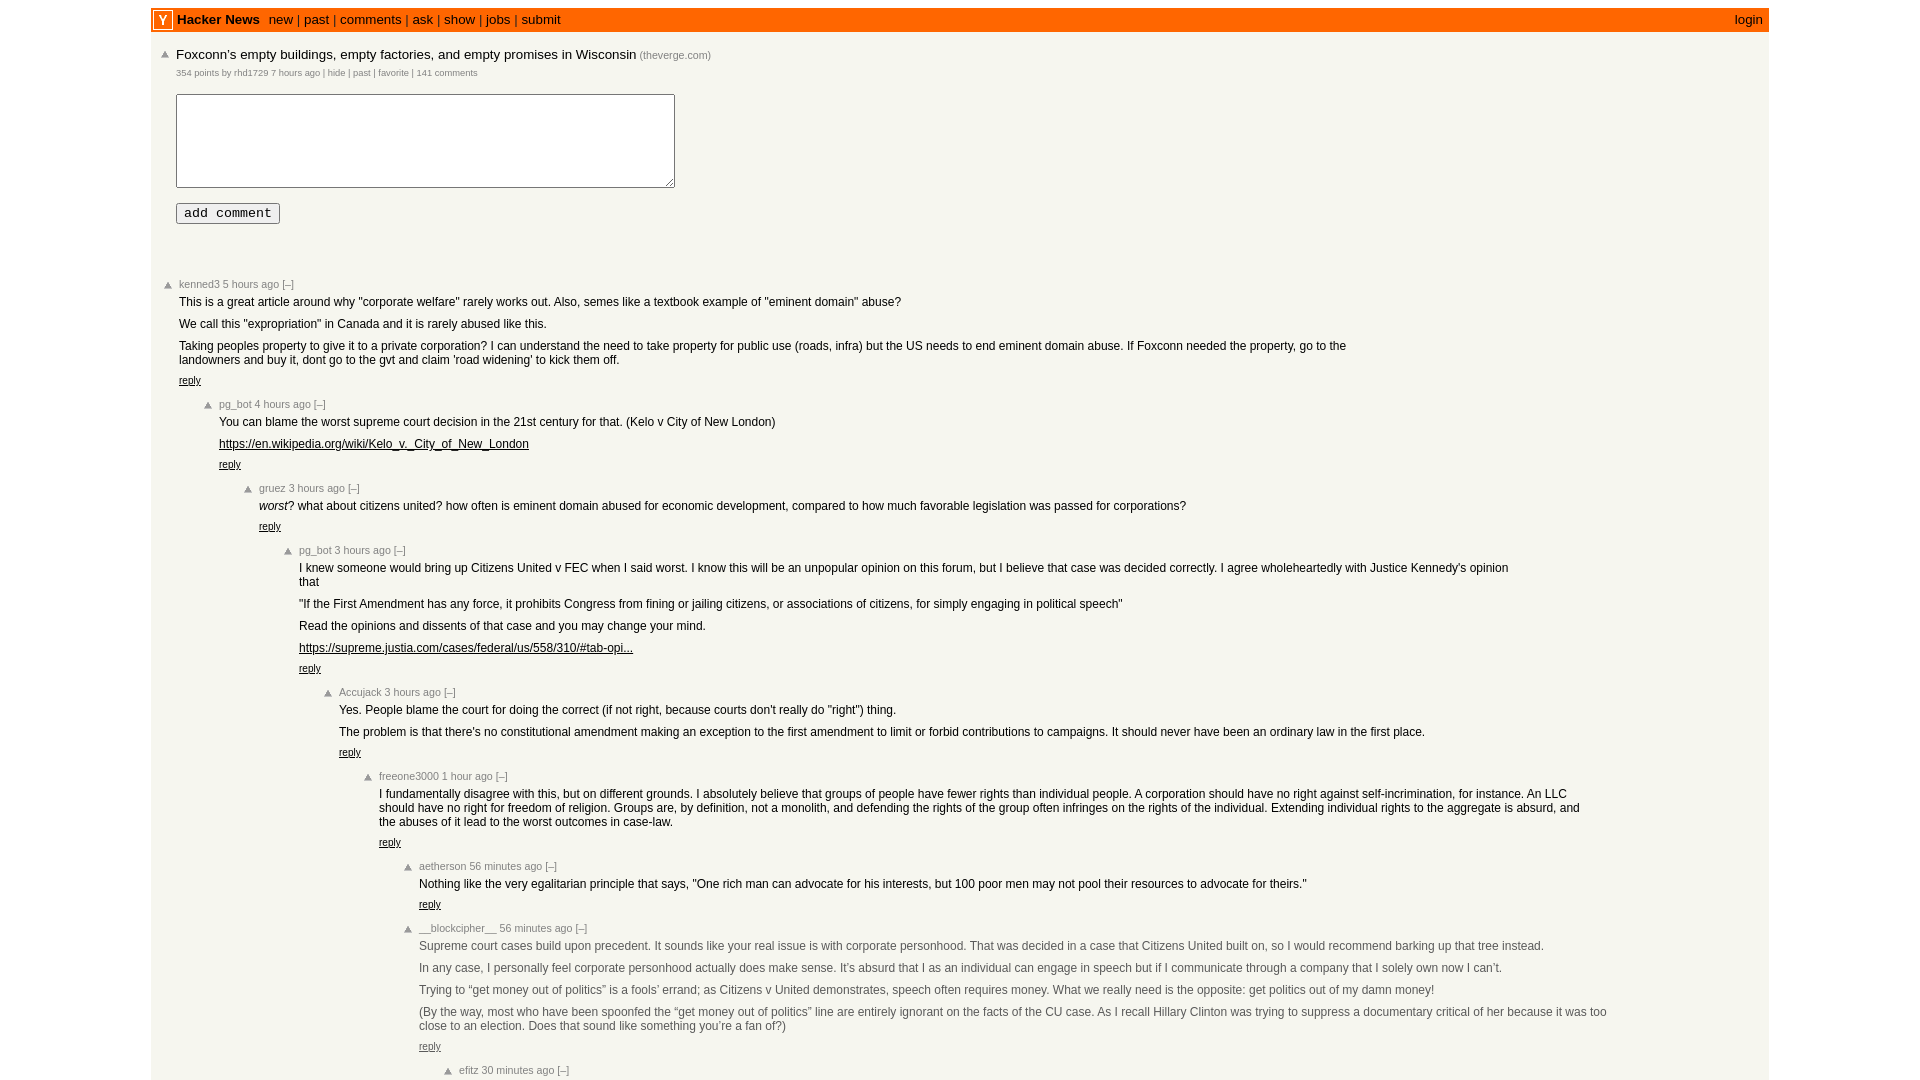 Y Hacker News new | past | comments | ask | show | jobs | submit login
Foxconn’s empty buildings, empty factories, and empty promises in Wisconsin (theverge.com)
354 points by rhd1729 7 hours ago | hide | past | favorite | 141 comments
add comment
kenned3 5 hours ago [–]
This is a great article around why "corporate welfare" rarely works out. Also, semes like a textbook example of "eminent domain" abuse?
We call this "expropriation" in Canada and it is rarely abused like this.
Taking peoples property to give it to a private corporation? I can understand the need to take property for public use (roads, infra) but the US needs to end eminent domain abuse. If Foxconn needed the property, go to the
landowners and buy it, dont go to the gvt and claim 'road widening' to kick them off.
reply
pg_bot 4 hours ago [–]
You can blame the worst supreme court decision in the 21st century for that. (Kelo v City of New London)
https://en.wikipedia.org/wiki/Kelo_v._City_of_New_London
reply
gruez 3 hours ago [–]
worst? what about citizens united? how often is eminent domain abused for economic development, compared to how much favorable legislation was passed for corporations?
reply
pg_bot 3 hours ago [–]
I knew someone would bring up Citizens United v FEC when I said worst. I know this will be an unpopular opinion on this forum, but I believe that case was decided correctly. I agree wholeheartedly with Justice Kennedy's opinion
that
"If the First Amendment has any force, it prohibits Congress from fining or jailing citizens, or associations of citizens, for simply engaging in political speech"
Read the opinions and dissents of that case and you may change your mind.
https://supreme.justia.com/cases/federal/us/558/310/#tab-opi...
reply
Accujack 3 hours ago [–]
Yes. People blame the court for doing the correct (if not right, because courts don't really do "right") thing.
The problem is that there's no constitutional amendment making an exception to the first amendment to limit or forbid contributions to campaigns. It should never have been an ordinary law in the first place.
reply
freeone3000 1 hour ago [–]
I fundamentally disagree with this, but on different grounds. I absolutely believe that groups of people have fewer rights than individual people. A corporation should have no right against self-incrimination, for instance. An LLC
should have no right for freedom of religion. Groups are, by definition, not a monolith, and defending the rights of the group often infringes on the rights of the individual. Extending individual rights to the aggregate is absurd, and
the abuses of it lead to the worst outcomes in case-law.
reply
aetherson 56 minutes ago [–]
Nothing like the very egalitarian principle that says, "One rich man can advocate for his interests, but 100 poor men may not pool their resources to advocate for theirs."
reply
__blockcipher__ 56 minutes ago [–]
Supreme court cases build upon precedent. It sounds like your real issue is with corporate personhood. That was decided in a case that Citizens United built on, so I would recommend barking up that tree instead.
In any case, I personally feel corporate personhood actually does make sense. It’s absurd that I as an individual can engage in speech but if I communicate through a company that I solely own now I can’t.
Trying to “get money out of politics” is a fools’ errand; as Citizens v United demonstrates, speech often requires money. What we really need is the opposite: get politics out of my damn money!
(By the way, most who have been spoonfed the “get money out of politics” line are entirely ignorant on the facts of the CU case. As I recall Hillary Clinton was trying to suppress a documentary critical of her because it was too
close to an election. Does that sound like something you’re a fan of?)
reply
efitz 30 minutes ago [–]